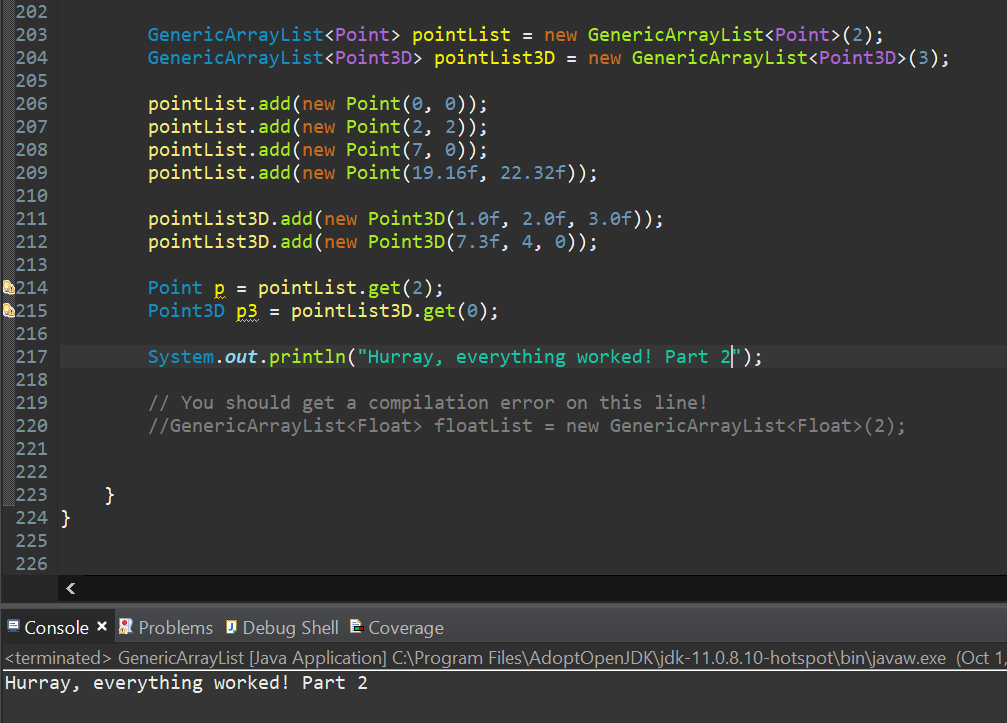 202
203 GenericArrayList<Point> pointList = new GenericArrayList<Point>(2);
204 GenericArrayList<Point3D> pointList3D = new GenericArrayList<Point3D>(3);
205
206 pointList.add(new Point(0, 0));
207 pointList.add(new Point(2, 2));
208 pointList.add(new Point(7, 0));
209 pointList.add(new Point(19.16f, 22.32f));
210
211 pointList3D.add(new Point3D(1.0f, 2.0f, 3.0f));
212 pointList3D.add(new Point3D(7.3f, 4, 0));
213
214 Point p = pointList.get(2);
215 Point3D p3 = pointList3D.get(0);
216
217 System.out.println("Hurray, everything worked! Part 2");
218
219 // You should get a compilation error on this line!
220 //GenericArrayList<Float> floatList = new GenericArrayList<Float>(2);
221
222
223 }
224 }
225
226
Console Problems Debug Shell Coverage
<terminated> GenericArrayList [Java Application] C:\Program Files\AdoptOpenJDK\jdk-11.0.8.10-hotspot\bin\javaw.exe (Oct 1,
Hurray, everything worked! Part 2